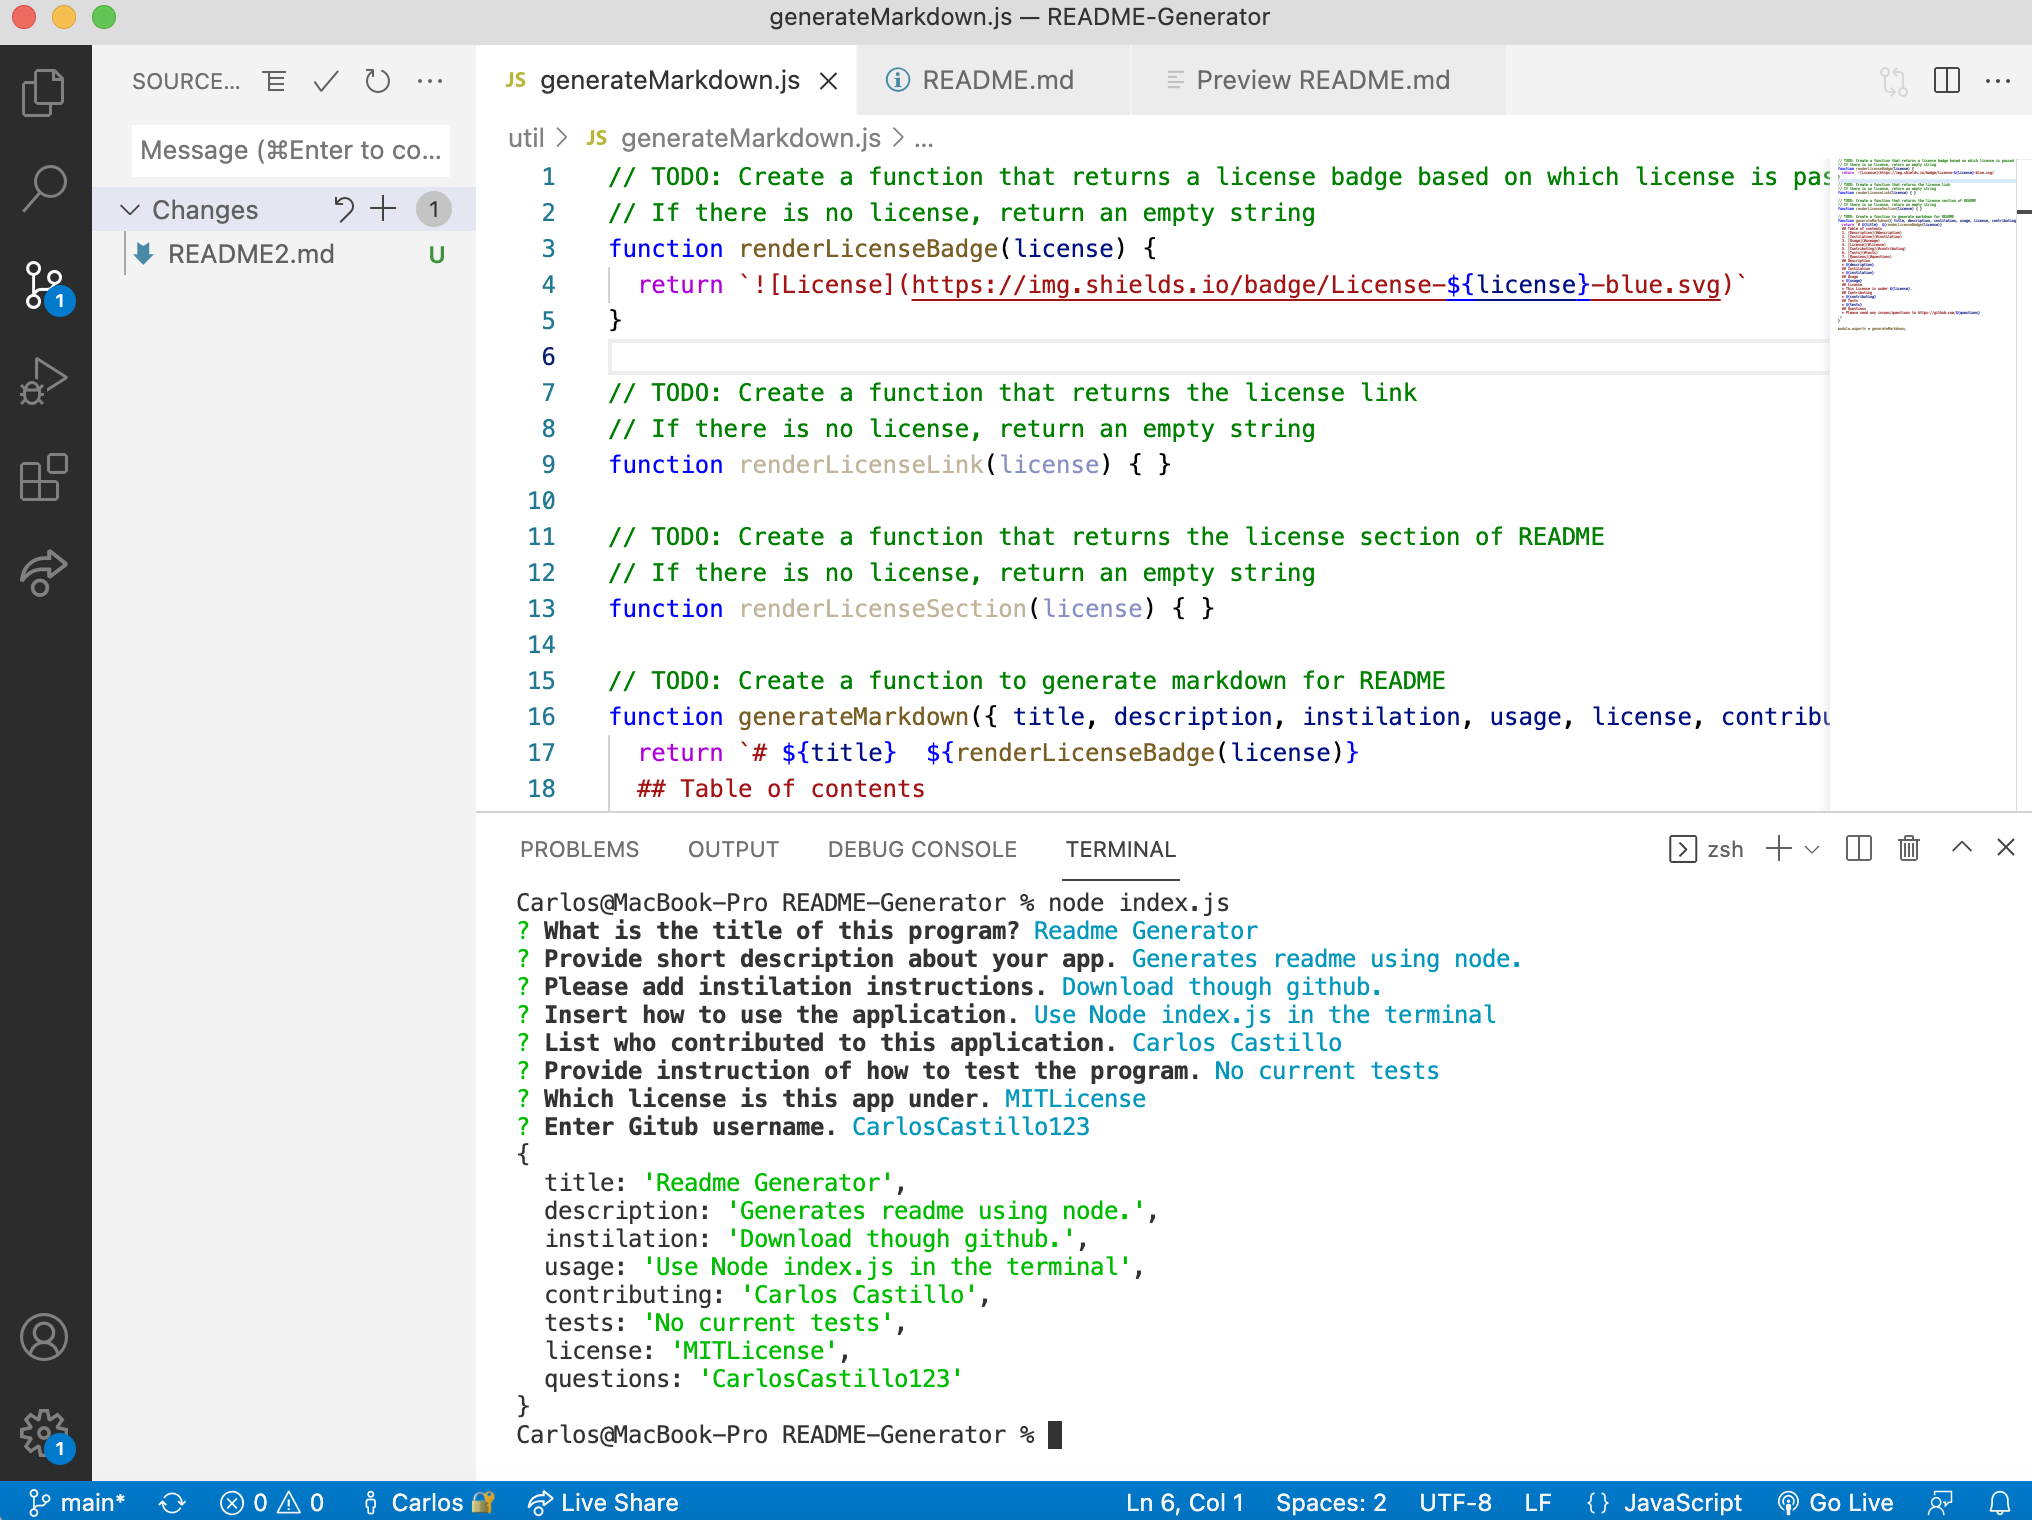 generateMarkdown.js — README-Generator
SOURCE...
JS generateMarkdown.js
README.md
Preview README.md
Message (⌘Enter to co...
util > JS generateMarkdown.js > ...
Changes 1
README2.md U
1
1 // TODO: Create a function that returns a license badge based on which license is pas
2 // If there is no license, return an empty string
3 function renderLicenseBadge(license) {
4 return `![License](https://img.shields.io/badge/License-${license}-blue.svg)`
5 }
6
7 // TODO: Create a function that returns the license link
8 // If there is no license, return an empty string
9 function renderLicenseLink(license) { }
10
11 // TODO: Create a function that returns the license section of README
12 // If there is no license, return an empty string
13 function renderLicenseSection(license) { }
14
15 // TODO: Create a function to generate markdown for README
16 function generateMarkdown({ title, description, instilation, usage, license, contribu
17 return `# ${title}  ${renderLicenseBadge(license)}
18 ## Table of contents
PROBLEMS OUTPUT DEBUG CONSOLE TERMINAL zsh
Carlos@MacBook-Pro README-Generator % node index.js
? What is the title of this program? Readme Generator
? Provide short description about your app. Generates readme using node.
? Please add instilation instructions. Download though github.
? Insert how to use the application. Use Node index.js in the terminal
? List who contributed to this application. Carlos Castillo
? Provide instruction of how to test the program. No current tests
? Which license is this app under. MITLicense
? Enter Gitub username. CarlosCastillo123
{
title: 'Readme Generator',
description: 'Generates readme using node.',
instilation: 'Download though github.',
usage: 'Use Node index.js in the terminal',
contributing: 'Carlos Castillo',
tests: 'No current tests',
license: 'MITLicense',
questions: 'CarlosCastillo123'
}
Carlos@MacBook-Pro README-Generator %
1
main* 0 0 Carlos Live Share Ln 6, Col 1 Spaces: 2 UTF-8 LF {} JavaScript Go Live